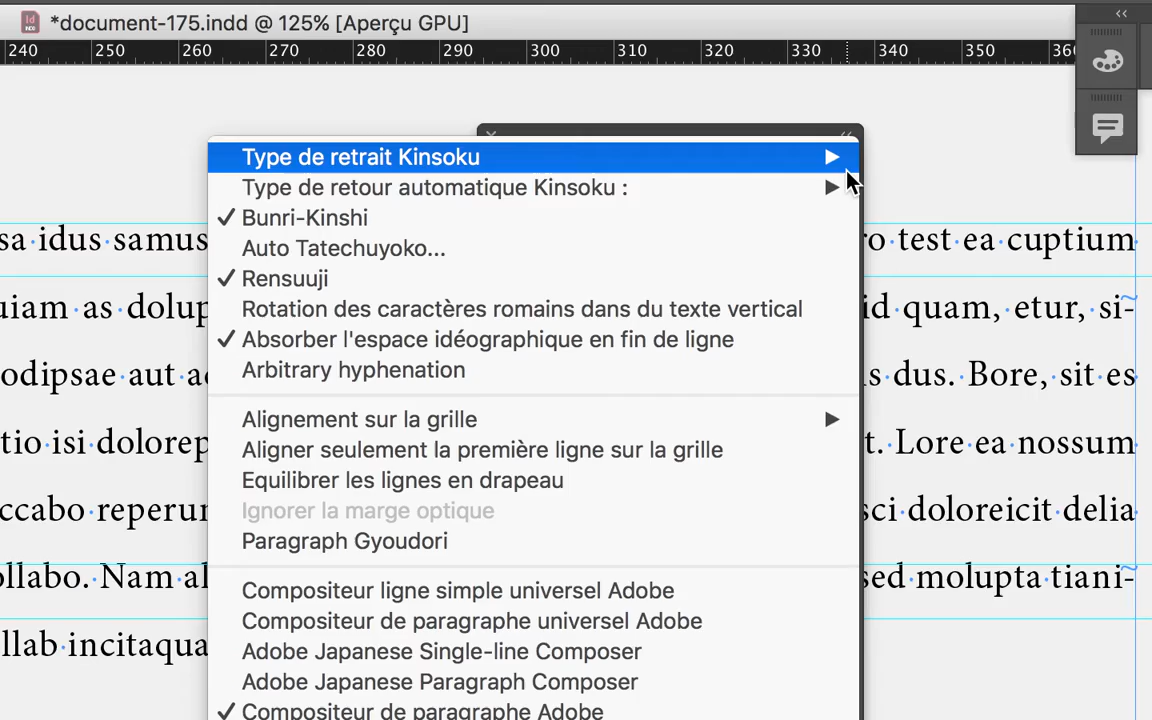 *document-175.indd @ 125% [Aperçu GPU]
240 250 260 270 280 290 300 310 320 330 340 350 360
Type de retrait Kinsoku
Type de retour automatique Kinsoku :
Bunri-Kinshi
sa idus samus ro test ea cuptium
Auto Tatechuyoko...
Rensuuji
uiam as dolup id quam, etur, si-
Rotation des caractères romains dans du texte vertical
Absorber l'espace idéographique en fin de ligne
Arbitrary hyphenation
odipsae aut ac is dus. Bore, sit es
Alignement sur la grille
Aligner seulement la première ligne sur la grille
tio isi dolorep t. Lore ea nossum
Equilibrer les lignes en drapeau
Ignorer la marge optique
ccabo reperun sci doloreicit delia
Paragraph Gyoudori
ollabo. Nam al sed molupta tiani-
Compositeur ligne simple universel Adobe
Compositeur de paragraphe universel Adobe
llab incitaqua
Adobe Japanese Single-line Composer
Adobe Japanese Paragraph Composer
Compositeur de paragraphe Adobe